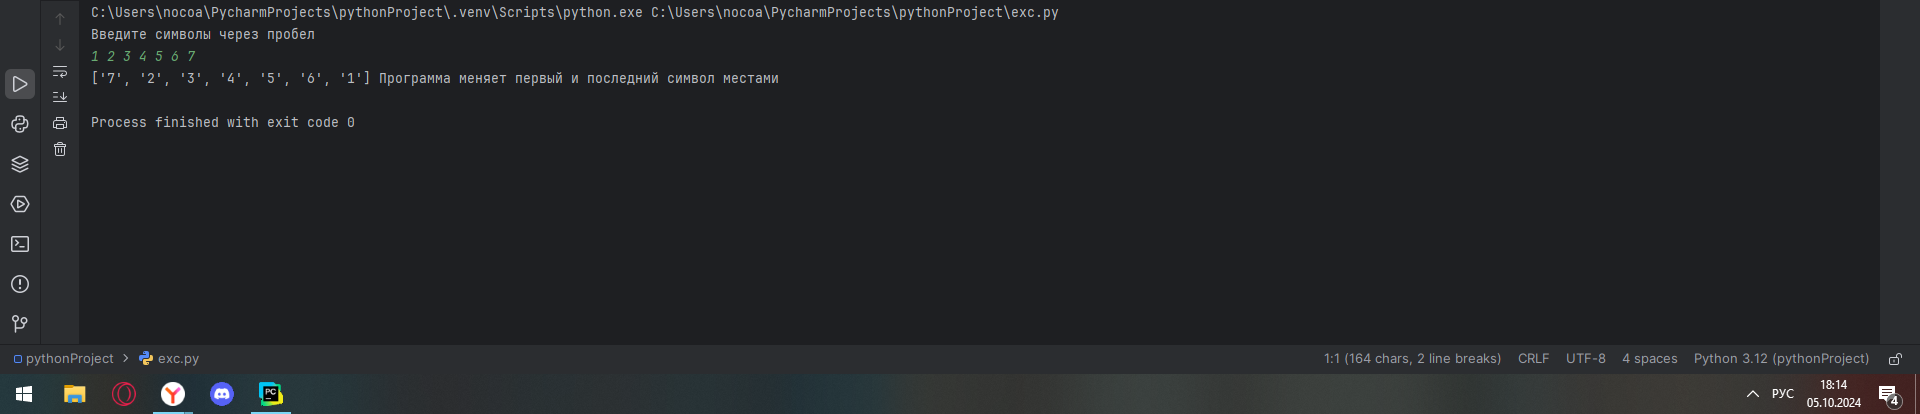 C:\Users\nocoa\PycharmProjects\pythonProject\.venv\Scripts\python.exe C:\Users\nocoa\PycharmProjects\pythonProject\exc.py
Введите символы через пробел
1 2 3 4 5 6 7
['7', '2', '3', '4', '5', '6', '1'] Программа меняет первый и последний символ местами
Process finished with exit code 0
pythonProject > exc.py 1:1 (164 chars, 2 line breaks) CRLF UTF-8 4 spaces Python 3.12 (pythonProject)
PC РУС 18:14
05.10.2024 4